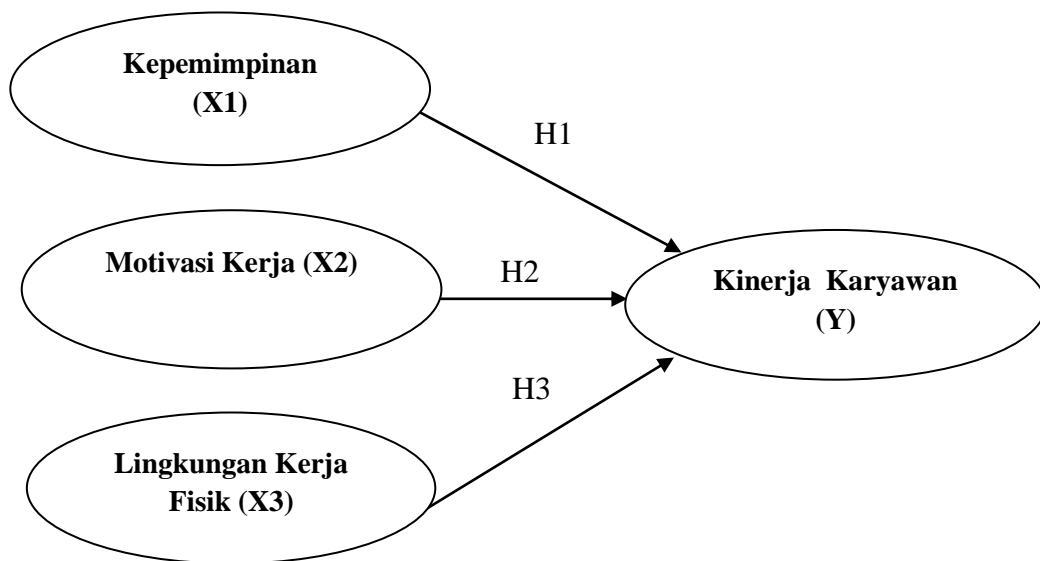 Kepemimpinan
(X1)
H1
Motivasi Kerja (X2)
H2
Kinerja Karyawan
(Y)
H3
Lingkungan Kerja
Fisik (X3)